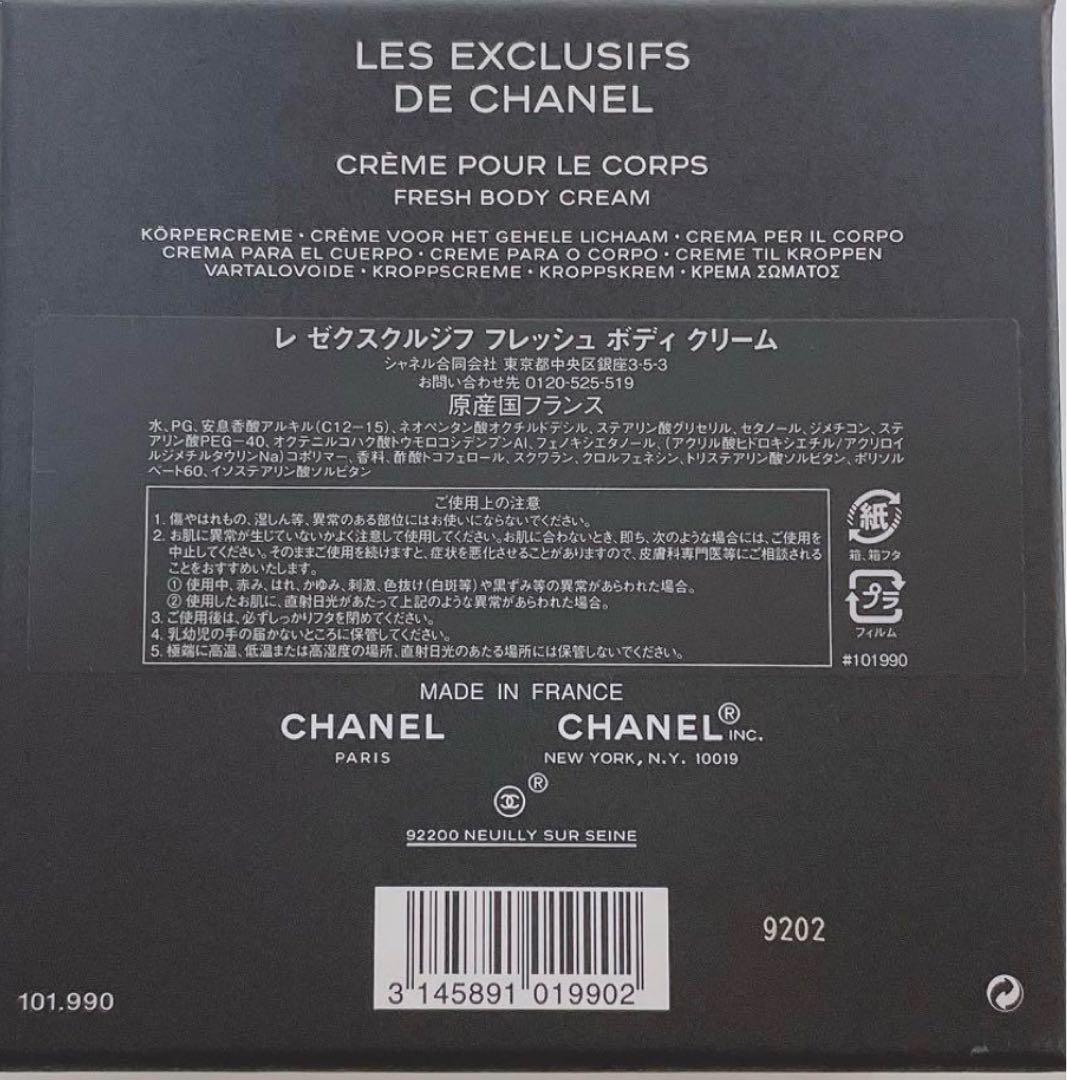 LES EXCLUSIFS
DE CHANEL
CRÈME POUR LE CORPS
FRESH BODY CREAM
KÖRPERCREME · CRÈME VOOR HET GEHELE LICHAAM · CREMA PER IL CORPO
CREMA PARA EL CUERPO · CREME PARA O CORPO · CREME TIL KROPPEN
VARTALOVOIDE · KROPPSCREME · KROPPSKREM · ΚΡΕΜΑ ΣΩΜΑΤΟΣ
レ ゼクスクルジフ フレッシュ ボディ クリーム
シャネル合同会社 東京都中央区銀座3-5-3
お問い合わせ先 0120-525-519
原産国フランス
水、PG、安息香酸アルキル(C12-15)、ネオペンタン酸オクチルドデシル、ステアリン酸グリセリル、セタノール、ジメチコン、ステ
アリン酸PEG-40、オクテニルコハク酸トウモロコシデンプンAl、フェノキシエタノール、(アクリル酸ヒドロキシエチル/アクリロイ
ルジメチルタウリンNa)コポリマー、香料、酢酸トコフェロール、スクワラン、クロルフェネシン、トリステアリン酸ソルビタン、ポリソル
ベート60、イソステアリン酸ソルビタン
ご使用上の注意
1. 傷やはれもの、湿しん等、異常のある部位にはお使いにならないでください。
2. お肌に異常が生じていないかよく注意して使用してください。お肌に合わないとき、即ち、次のような場合には、ご使用を
中止してください。そのままご使用を続けますと、症状を悪化させることがありますので、皮膚科専門医等にご相談される
ことをおすすめいたします。
① 使用中、赤み、はれ、かゆみ、刺激、色抜け(白斑等)や黒ずみ等の異常があらわれた場合。
② 使用したお肌に、直射日光があたって上記のような異常があらわれた場合。
3. ご使用後は、必ずしっかりフタを閉めてください。
4. 乳幼児の手の届かないところに保管してください。
5. 極端に高温、低温または高湿度の場所、直射日光のあたる場所には保管しないでください。
紙
箱、箱フタ
プラ
フィルム
#101990
MADE IN FRANCE
CHANEL
PARIS
CHANEL® INC.
NEW YORK, N.Y. 10019
®
92200 NEUILLY SUR SEINE
9202
3 145891 019902
101.990